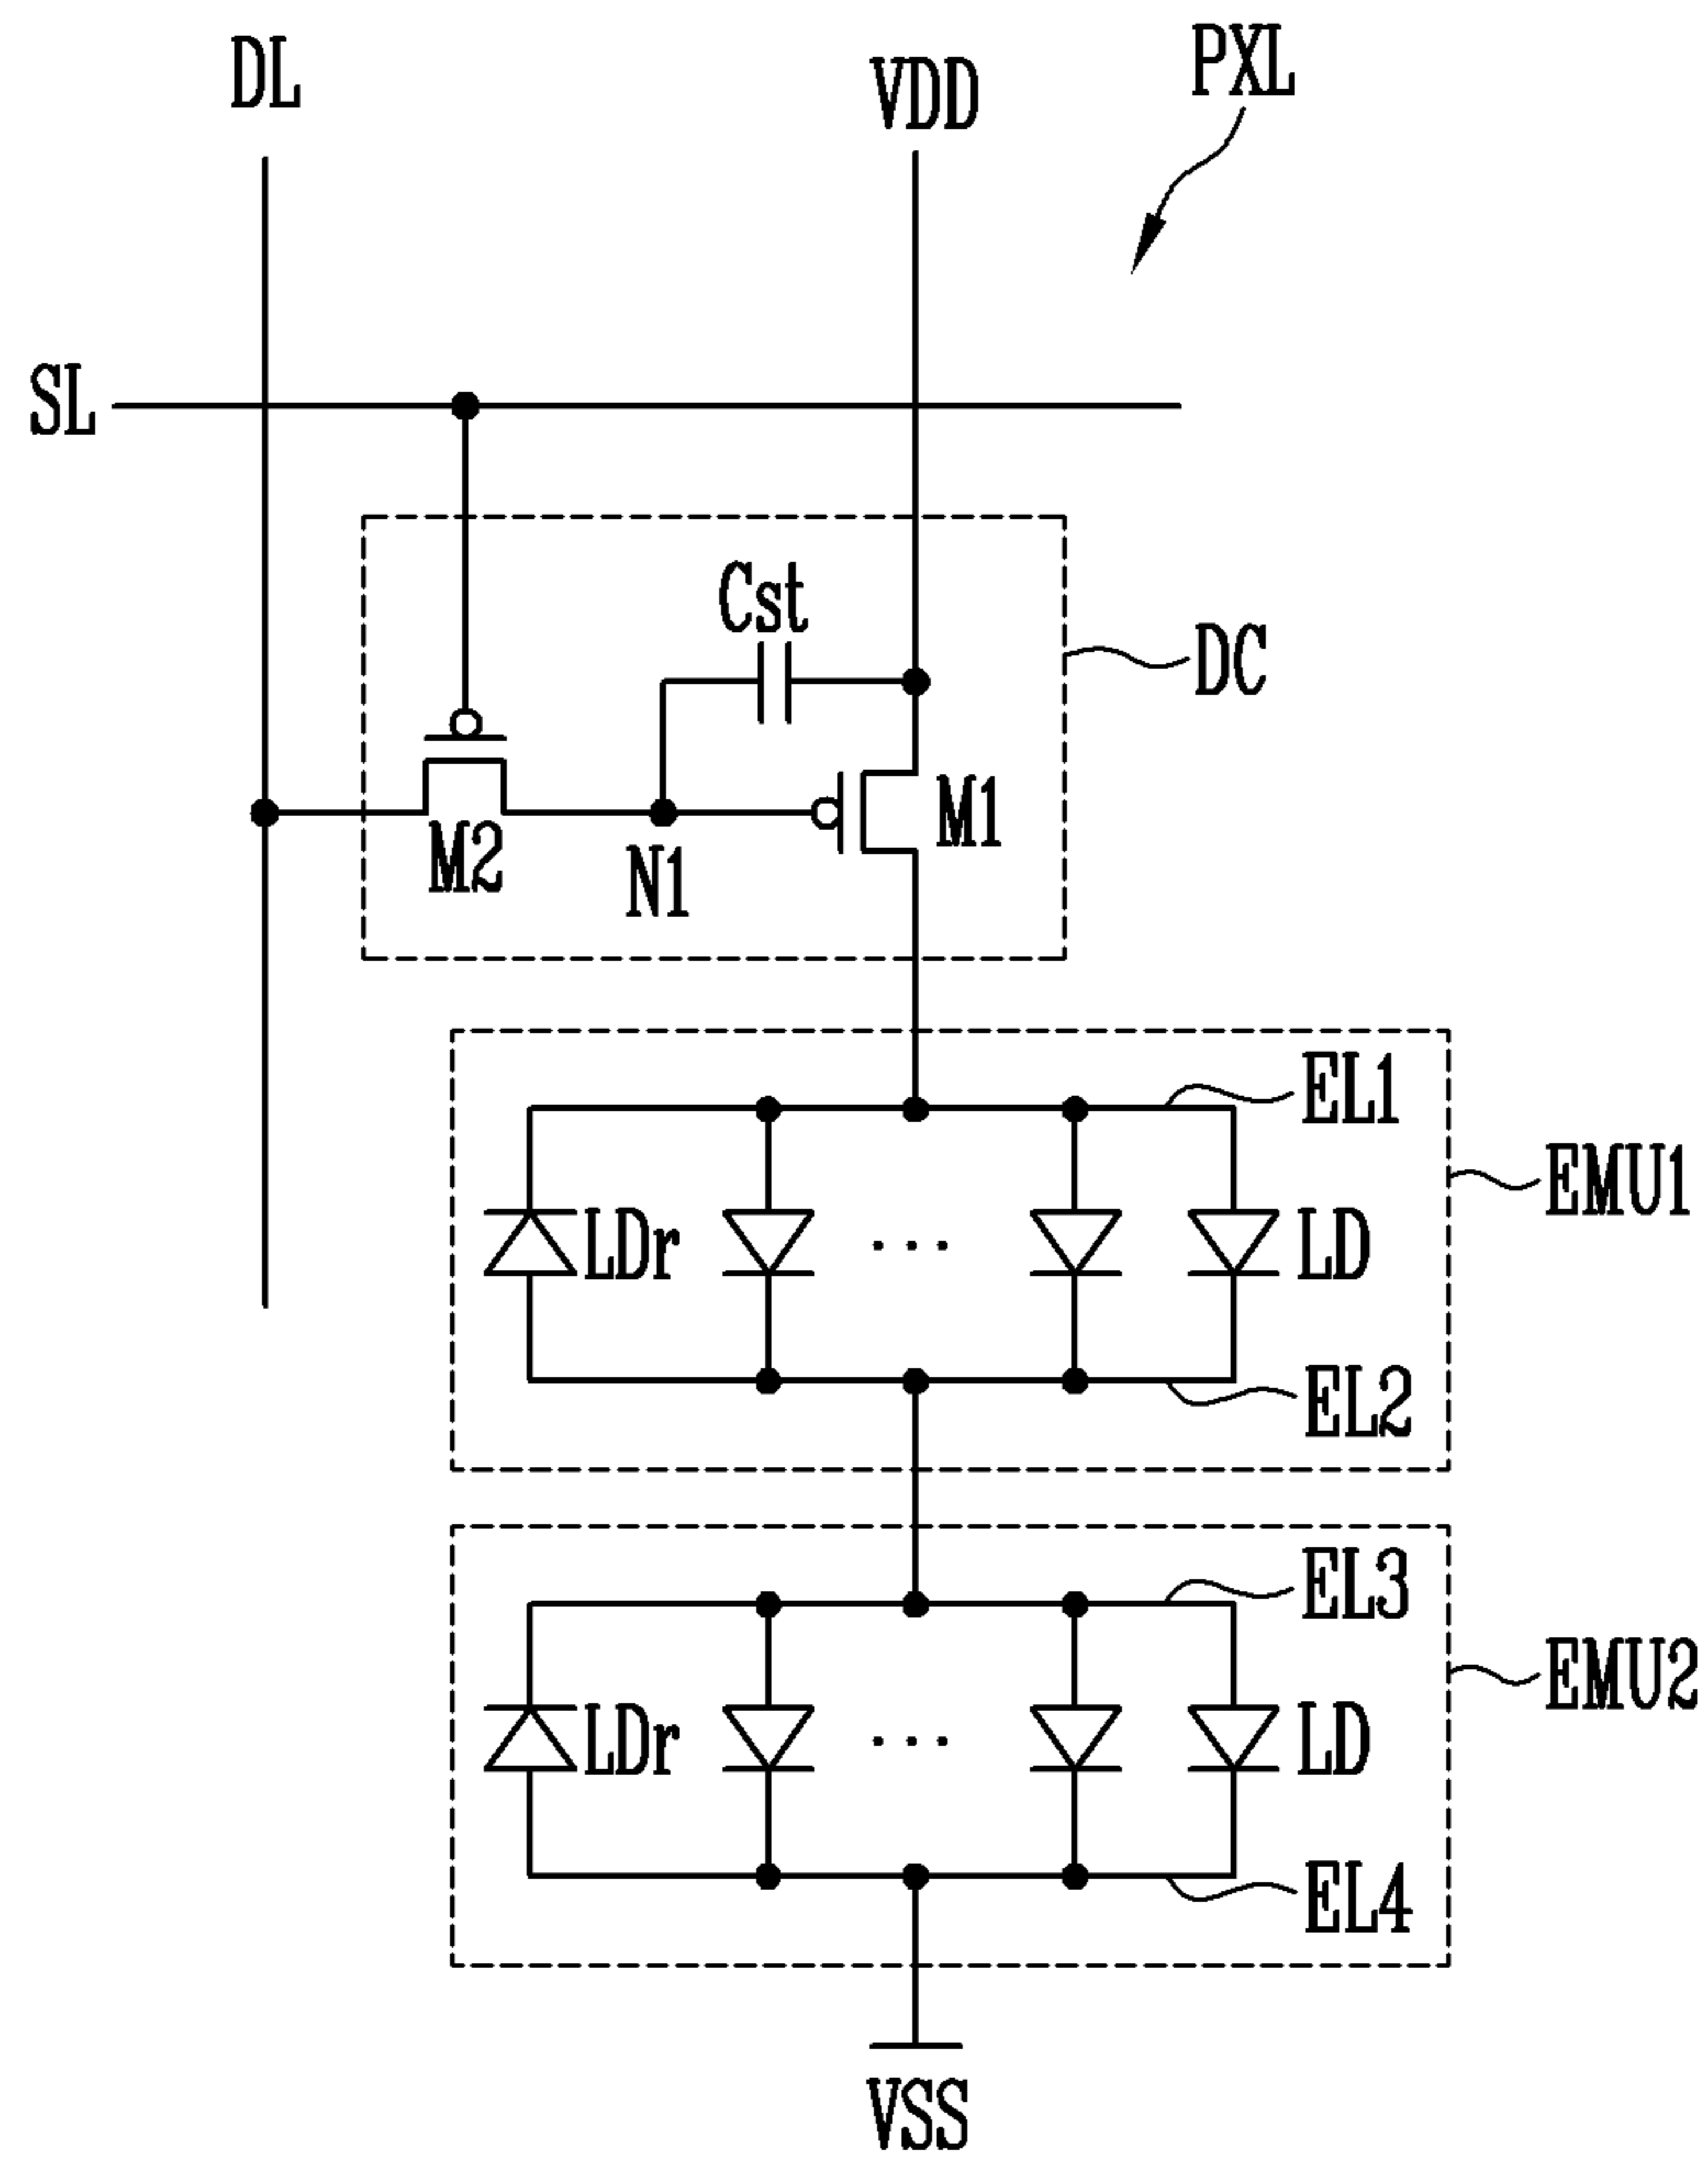 DL
VDD
PXL
SL
Cst
DC
M1
M2
N1
EL1
EMU1
LDr
...
LD
EL2
EL3
EMU2
LDr
...
LD
EL4
VSS